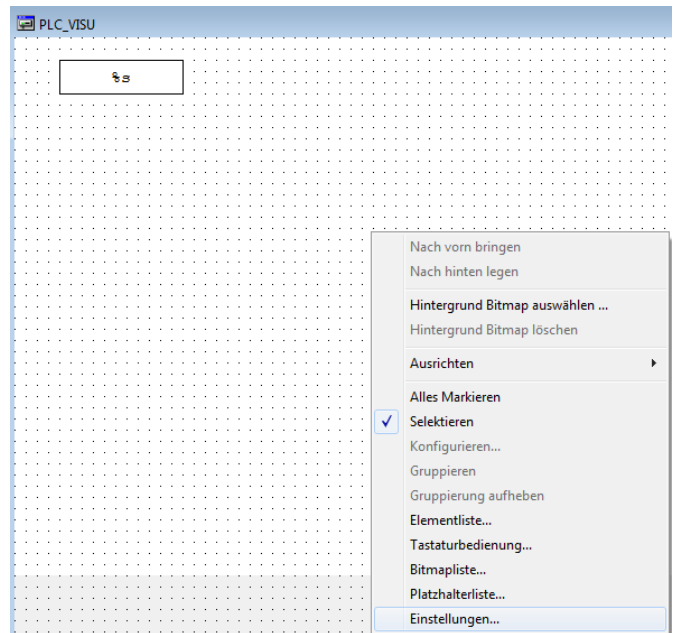 PLC_VISU
%s
Nach vorn bringen
Nach hinten legen
Hintergrund Bitmap auswählen ...
Hintergrund Bitmap löschen
Ausrichten
Alles Markieren
Selektieren
Konfigurieren...
Gruppieren
Gruppierung aufheben
Elementliste...
Tastaturbedienung...
Bitmapliste...
Platzhalterliste...
Einstellungen...